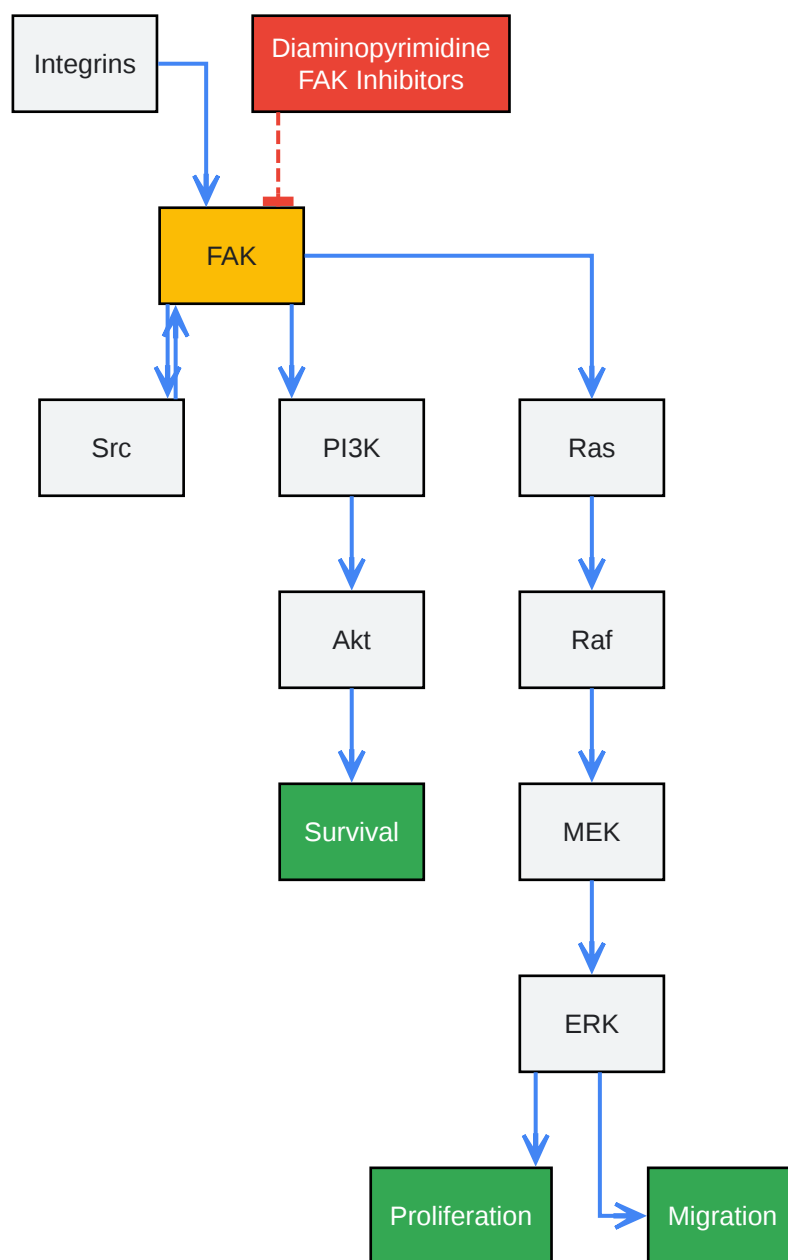 Integrins
Diaminopyrimidine
FAK Inhibitors
FAK
Src
PI3K
Ras
Akt
Raf
Survival
MEK
ERK
Proliferation
Migration